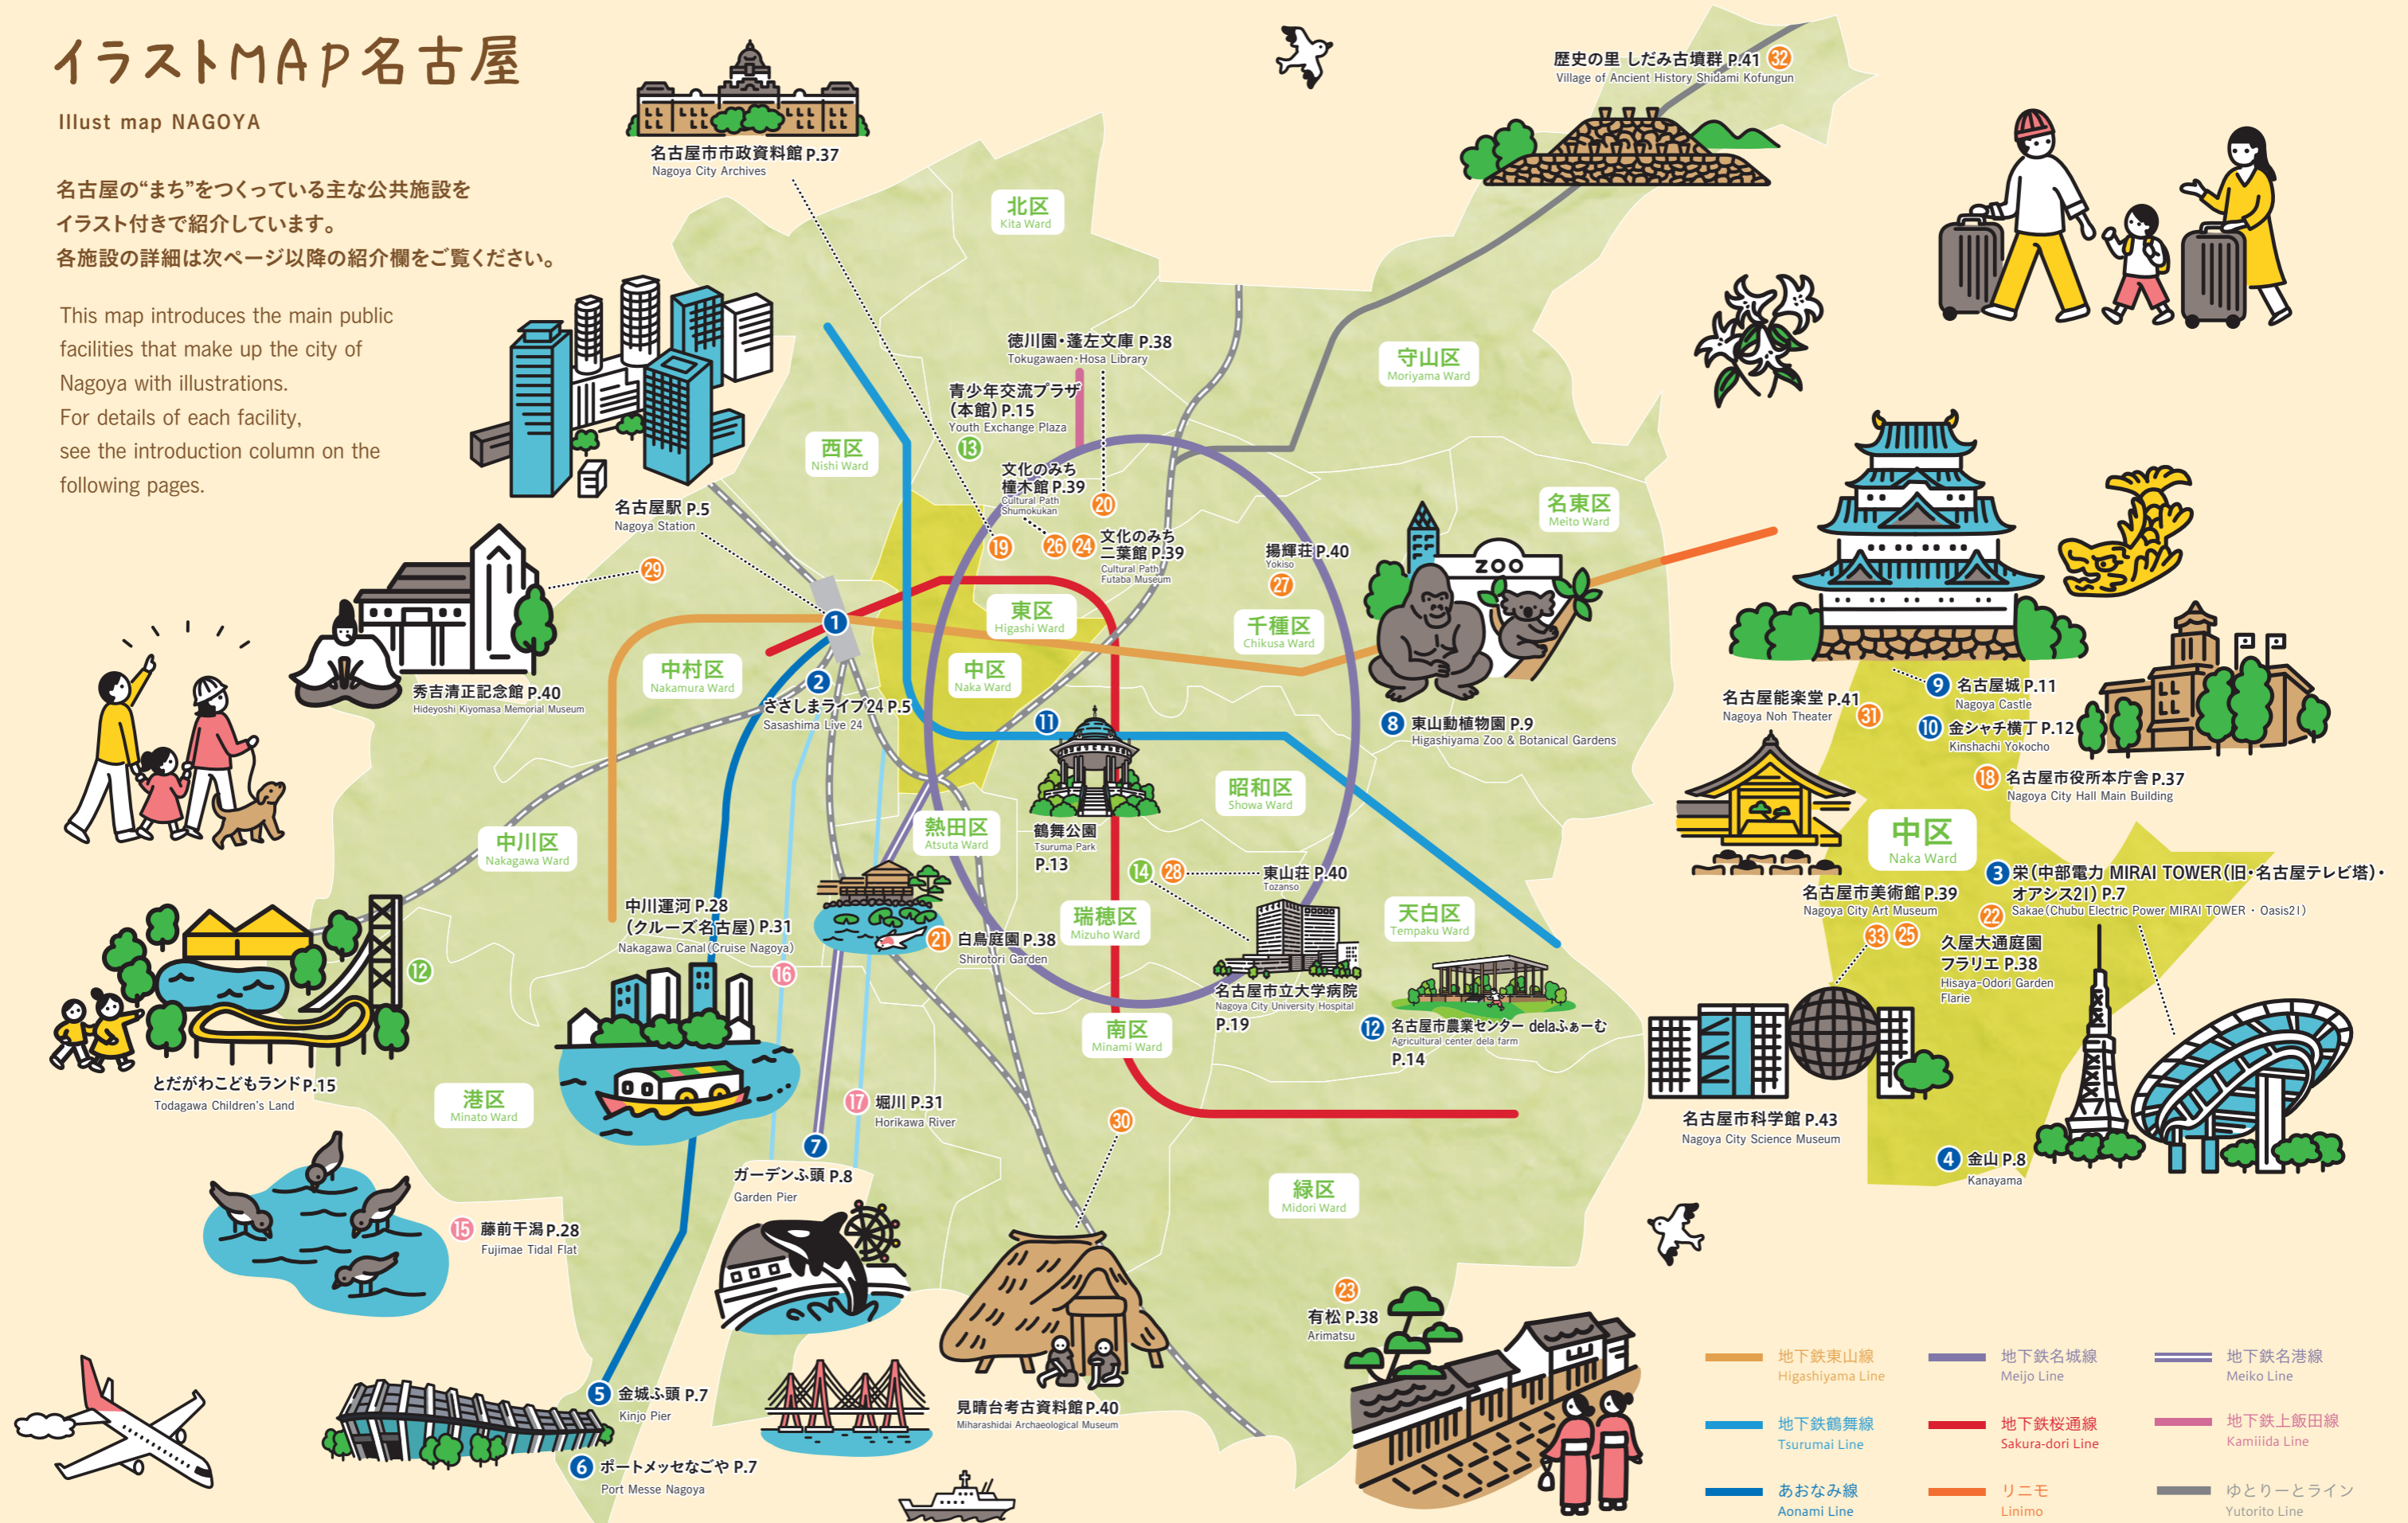 イラストMAP名古屋
Illust map NAGOYA
名古屋の“まち”をつくっている主な公共施設を
イラスト付きで紹介しています。
各施設の詳細は次ページ以降の紹介欄をご覧ください。
This map introduces the main public
facilities that make up the city of
Nagoya with illustrations.
For details of each facility,
see the introduction column on the
following pages.
名古屋市市政資料館 P.37
Nagoya City Archives
歴史の里 しだみ古墳群 P.41 32
Village of Ancient History Shidami Kofungun
北区
Kita Ward
徳川園・蓬左文庫 P.38
Tokugawaen・Hosa Library
青少年交流プラザ
(本館) P.15
Youth Exchange Plaza
13
守山区
Moriyama Ward
西区
Nishi Ward
文化のみち
橦木館 P.39
Cultural Path
Shumokukan
20
名古屋駅 P.5
Nagoya Station
名東区
Meito Ward
19
26
24
文化のみち
二葉館 P.39
Cultural Path
Futaba Museum
揚輝荘 P.40
Yokiso
27
ZOO
29
1
東区
Higashi Ward
千種区
Chikusa Ward
中村区
Nakamura Ward
中区
Naka Ward
秀吉清正記念館 P.40
Hideyoshi Kiyomasa Memorial Museum
2
ささしまライブ24 P.5
Sasashima Live 24
11
8 東山動植物園 P.9
Higashiyama Zoo & Botanical Gardens
名古屋能楽堂 P.41
Nagoya Noh Theater
31
9 名古屋城 P.11
Nagoya Castle
10 金シャチ横丁 P.12
Kinshachi Yokocho
18 名古屋市役所本庁舎 P.37
Nagoya City Hall Main Building
昭和区
Showa Ward
中川区
Nakagawa Ward
熱田区
Atsuta Ward
鶴舞公園
Tsuruma Park
P.13
中区
Naka Ward
14
28
東山荘 P.40
Tozanso
3 栄(中部電力 MIRAI TOWER(旧・名古屋テレビ塔)・
オアシス21) P.7
Sakae(Chubu Electric Power MIRAI TOWER ・ Oasis21)
名古屋市美術館 P.39
Nagoya City Art Museum
22
33
25
久屋大通庭園
フラリエ P.38
Hisaya-Odori Garden
Flarie
中川運河 P.28
(クルーズ名古屋) P.31
Nakagawa Canal(Cruise Nagoya)
16
瑞穂区
Mizuho Ward
天白区
Tempaku Ward
21 白鳥庭園 P.38
Shirotori Garden
12
名古屋市立大学病院
Nagoya City University Hospital
P.19
12 名古屋市農業センター delaふぁーむ
Agricultural center dela farm
P.14
南区
Minami Ward
とだがわこどもランド P.15
Todagawa Children's Land
港区
Minato Ward
17 堀川 P.31
Horikawa River
30
名古屋市科学館 P.43
Nagoya City Science Museum
7
ガーデンふ頭 P.8
Garden Pier
4 金山 P.8
Kanayama
緑区
Midori Ward
15 藤前干潟 P.28
Fujimae Tidal Flat
23
有松 P.38
Arimatsu
5 金城ふ頭 P.7
Kinjo Pier
見晴台考古資料館 P.40
Miharashidai Archaeological Museum
6 ポートメッセなごや P.7
Port Messe Nagoya
地下鉄東山線
Higashiyama Line
地下鉄名城線
Meijo Line
地下鉄名港線
Meiko Line
地下鉄鶴舞線
Tsurumai Line
地下鉄桜通線
Sakura-dori Line
地下鉄上飯田線
Kamiiida Line
あおなみ線
Aonami Line
リニモ
Linimo
ゆとりーとライン
Yutorito Line